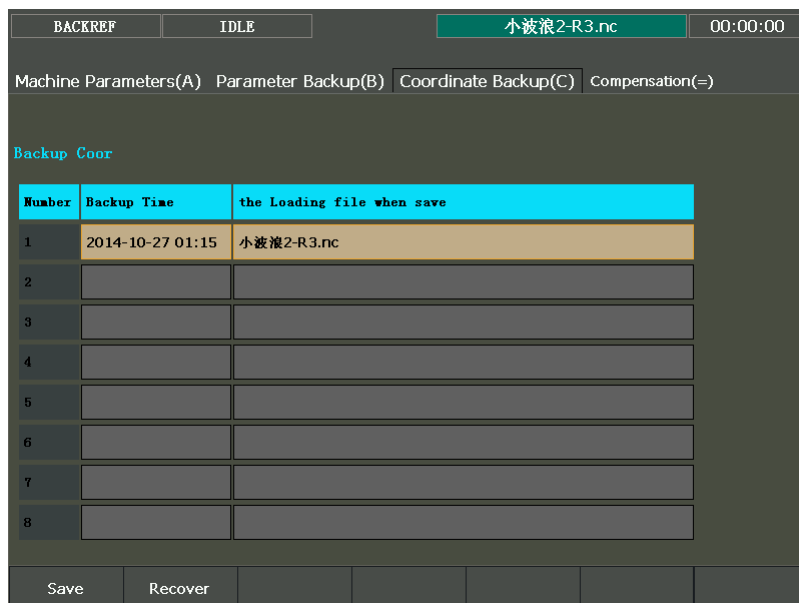 BACKREF IDLE 小波浪2-R3.nc 00:00:00
Machine Parameters(A) Parameter Backup(B) Coordinate Backup(C) Compensation(=)
Backup Coor
Number Backup Time the Loading file when save
1 2014-10-27 01:15 小波浪2-R3.nc
2
3
4
5
6
7
8
Save Recover